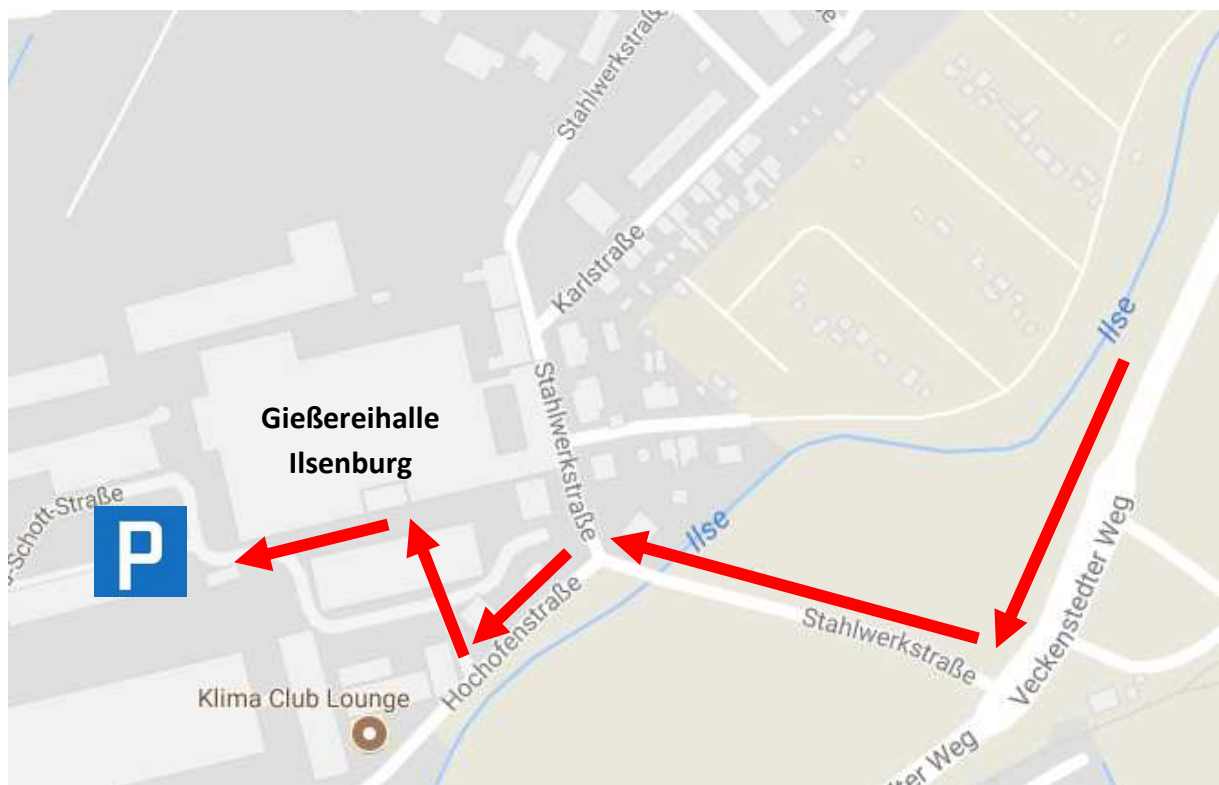 Stahlwerkstraße
Karlstraße
Ilse
Stahlwerkstraße
Gießereihalle
Ilsenburg
-Schott-Straße
P
Ilse
Veckenstedter Weg
Stahlwerkstraße
Hochofenstraße
Klima Club Lounge
ter Weg